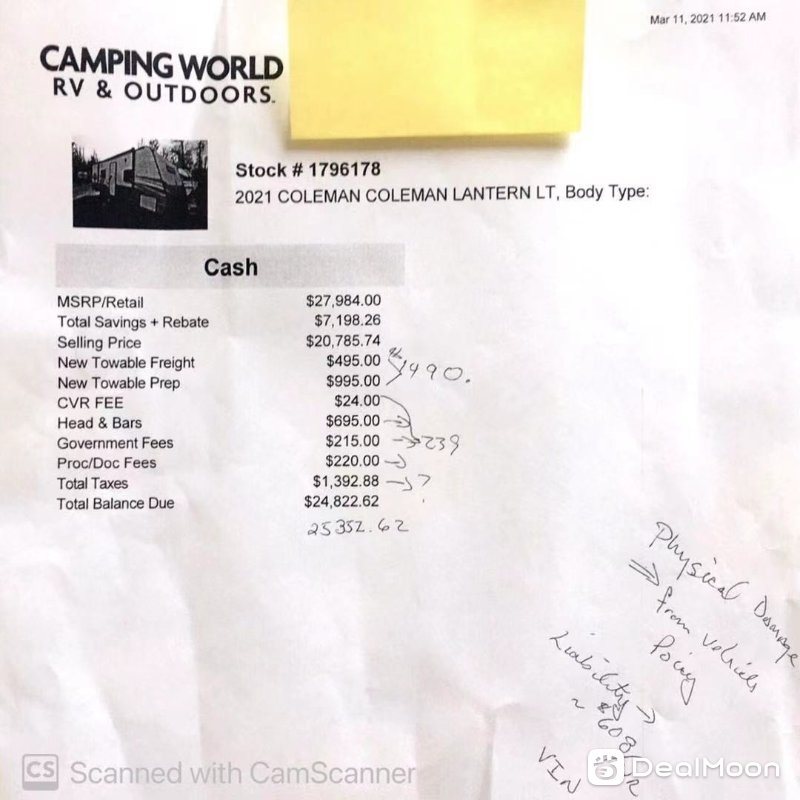 Mar 11, 2021 11:52 AM
CAMPING WORLD
RV & OUTDOORS.
Stock # 1796178
2021 COLEMAN COLEMAN LANTERN LT, Body Type:
Cash
MSRP/Retail $27,984.00
Total Savings + Rebate $7,198.26
Selling Price $20,785.74
New Towable Freight $495.00
New Towable Prep $995.00 1490.
CVR FEE $24.00
Head & Bars $695.00
Government Fees $215.00 239
Proc/Doc Fees $220.00
Total Taxes $1,392.88 ?
Total Balance Due $24,822.62
25352.62
Physical Damage
from vehicles
Policy
Liability
~ $608
VIN
CS Scanned with CamScanner
DealMoon